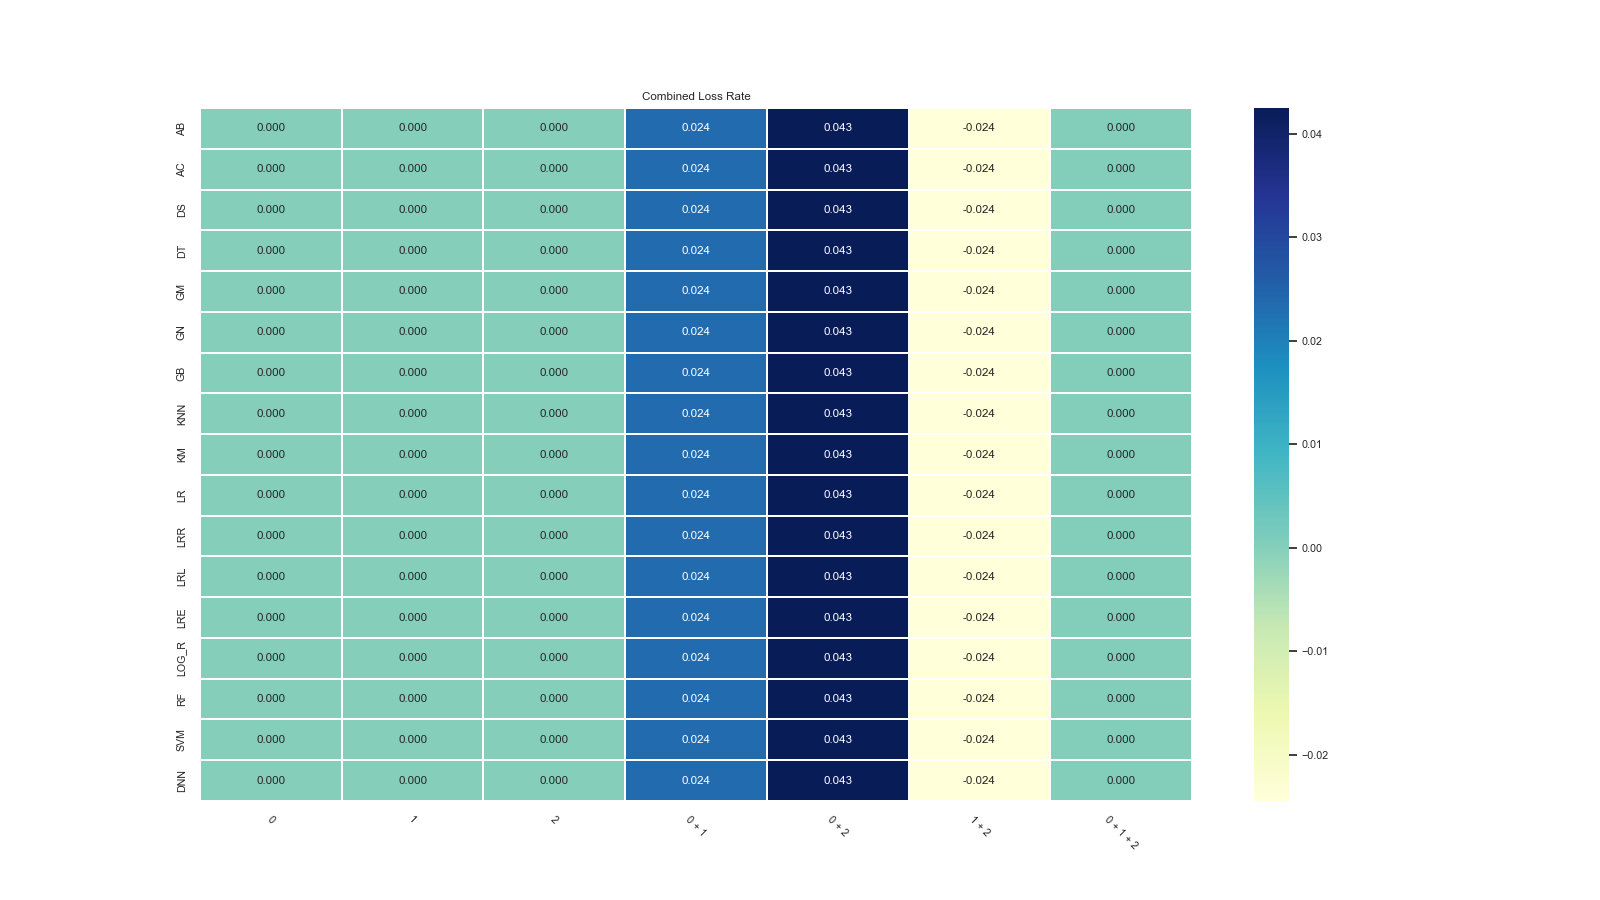 Combined Loss Rate
AB 0.000 0.000 0.000 0.024 0.043 -0.024 0.000
AC 0.000 0.000 0.000 0.024 0.043 -0.024 0.000
DS 0.000 0.000 0.000 0.024 0.043 -0.024 0.000
DT 0.000 0.000 0.000 0.024 0.043 -0.024 0.000
GM 0.000 0.000 0.000 0.024 0.043 -0.024 0.000
GN 0.000 0.000 0.000 0.024 0.043 -0.024 0.000
GB 0.000 0.000 0.000 0.024 0.043 -0.024 0.000
KNN 0.000 0.000 0.000 0.024 0.043 -0.024 0.000
KM 0.000 0.000 0.000 0.024 0.043 -0.024 0.000
LR 0.000 0.000 0.000 0.024 0.043 -0.024 0.000
LRR 0.000 0.000 0.000 0.024 0.043 -0.024 0.000
LRL 0.000 0.000 0.000 0.024 0.043 -0.024 0.000
LRE 0.000 0.000 0.000 0.024 0.043 -0.024 0.000
LOG_R 0.000 0.000 0.000 0.024 0.043 -0.024 0.000
RF 0.000 0.000 0.000 0.024 0.043 -0.024 0.000
SVM 0.000 0.000 0.000 0.024 0.043 -0.024 0.000
DNN 0.000 0.000 0.000 0.024 0.043 -0.024 0.000
0 1 2 0 + 1 0 + 2 1 + 2 0 + 1 + 2
0.04
0.03
0.02
0.01
0.00
−0.01
−0.02